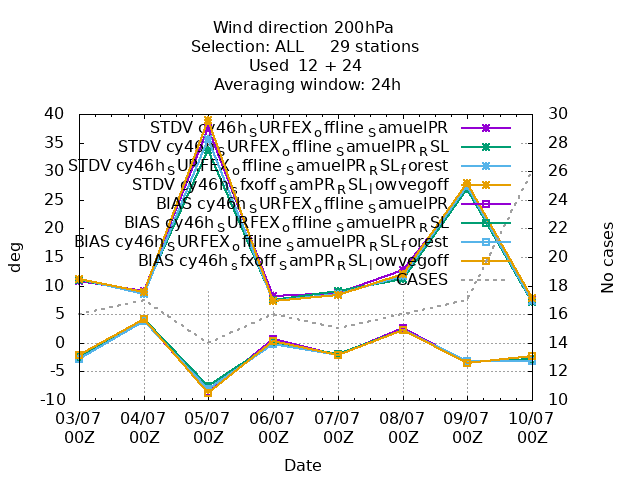 Wind direction 200hPa
Selection: ALL     29 stations
Used  12 + 24
Averaging window: 24h
STDV cy46h_SURFEX_offline_SamuelPR
STDV cy46h_SURFEX_offline_SamuelPR_RSL
STDV cy46h_SURFEX_offline_SamuelPR_RSL_forest
STDV cy46h_sfxoff_SamPR_RSL_lowvegoff
BIAS cy46h_SURFEX_offline_SamuelPR
BIAS cy46h_SURFEX_offline_SamuelPR_RSL
BIAS cy46h_SURFEX_offline_SamuelPR_RSL_forest
BIAS cy46h_sfxoff_SamPR_RSL_lowvegoff
CASES
40
35
30
25
20
15
10
5
0
-5
-10
deg
30
28
26
24
22
20
18
16
14
12
10
No cases
03/07 04/07 05/07 06/07 07/07 08/07 09/07 10/07
00Z 00Z 00Z 00Z 00Z 00Z 00Z 00Z
Date